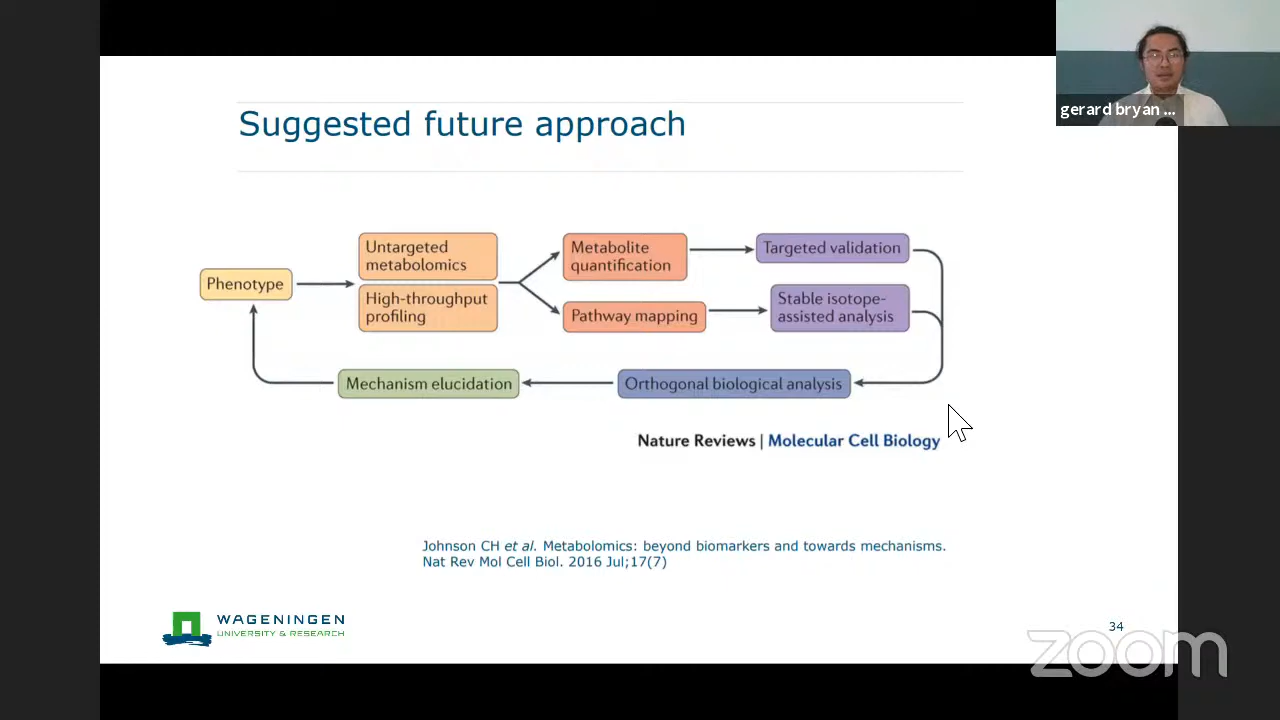 gerard bryan ...
Suggested future approach
Phenotype
Untargeted
metabolomics
High-throughput
profiling
Metabolite
quantification
Pathway mapping
Targeted validation
Stable isotope-
assisted analysis
Mechanism elucidation
Orthogonal biological analysis
Nature Reviews | Molecular Cell Biology
Johnson CH et al. Metabolomics: beyond biomarkers and towards mechanisms.
Nat Rev Mol Cell Biol. 2016 Jul;17(7)
WAGENINGEN
UNIVERSITY & RESEARCH
34
zoom